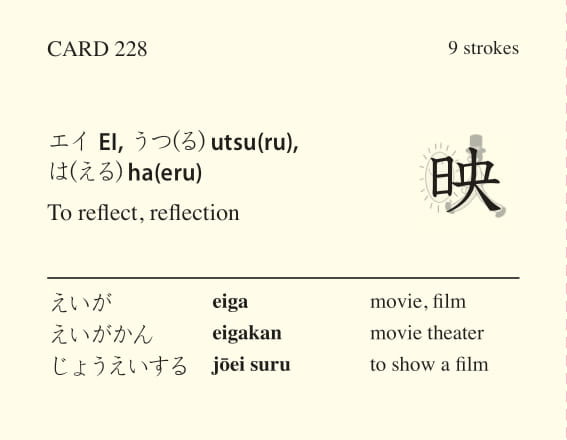 CARD 228 9 strokes
エイ EI, うつ(る) utsu(ru),
は(える) ha(eru)
To reflect, reflection
映
えいが eiga movie, film
えいがかん eigakan movie theater
じょうえいする jōei suru to show a film